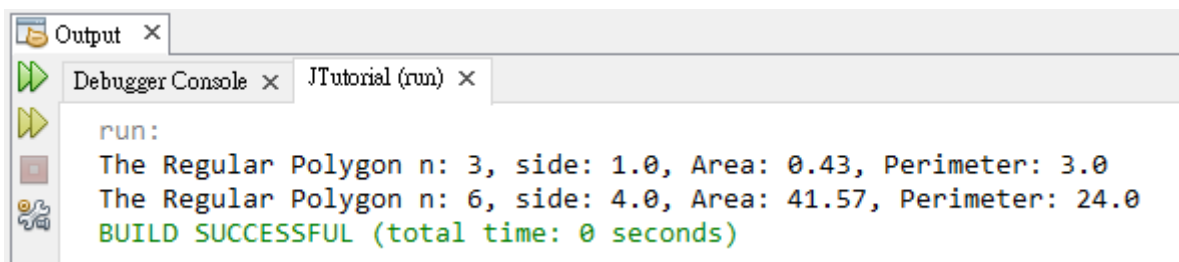 Output
Debugger Console JTutorial (run)
run:
The Regular Polygon n: 3, side: 1.0, Area: 0.43, Perimeter: 3.0
The Regular Polygon n: 6, side: 4.0, Area: 41.57, Perimeter: 24.0
BUILD SUCCESSFUL (total time: 0 seconds)